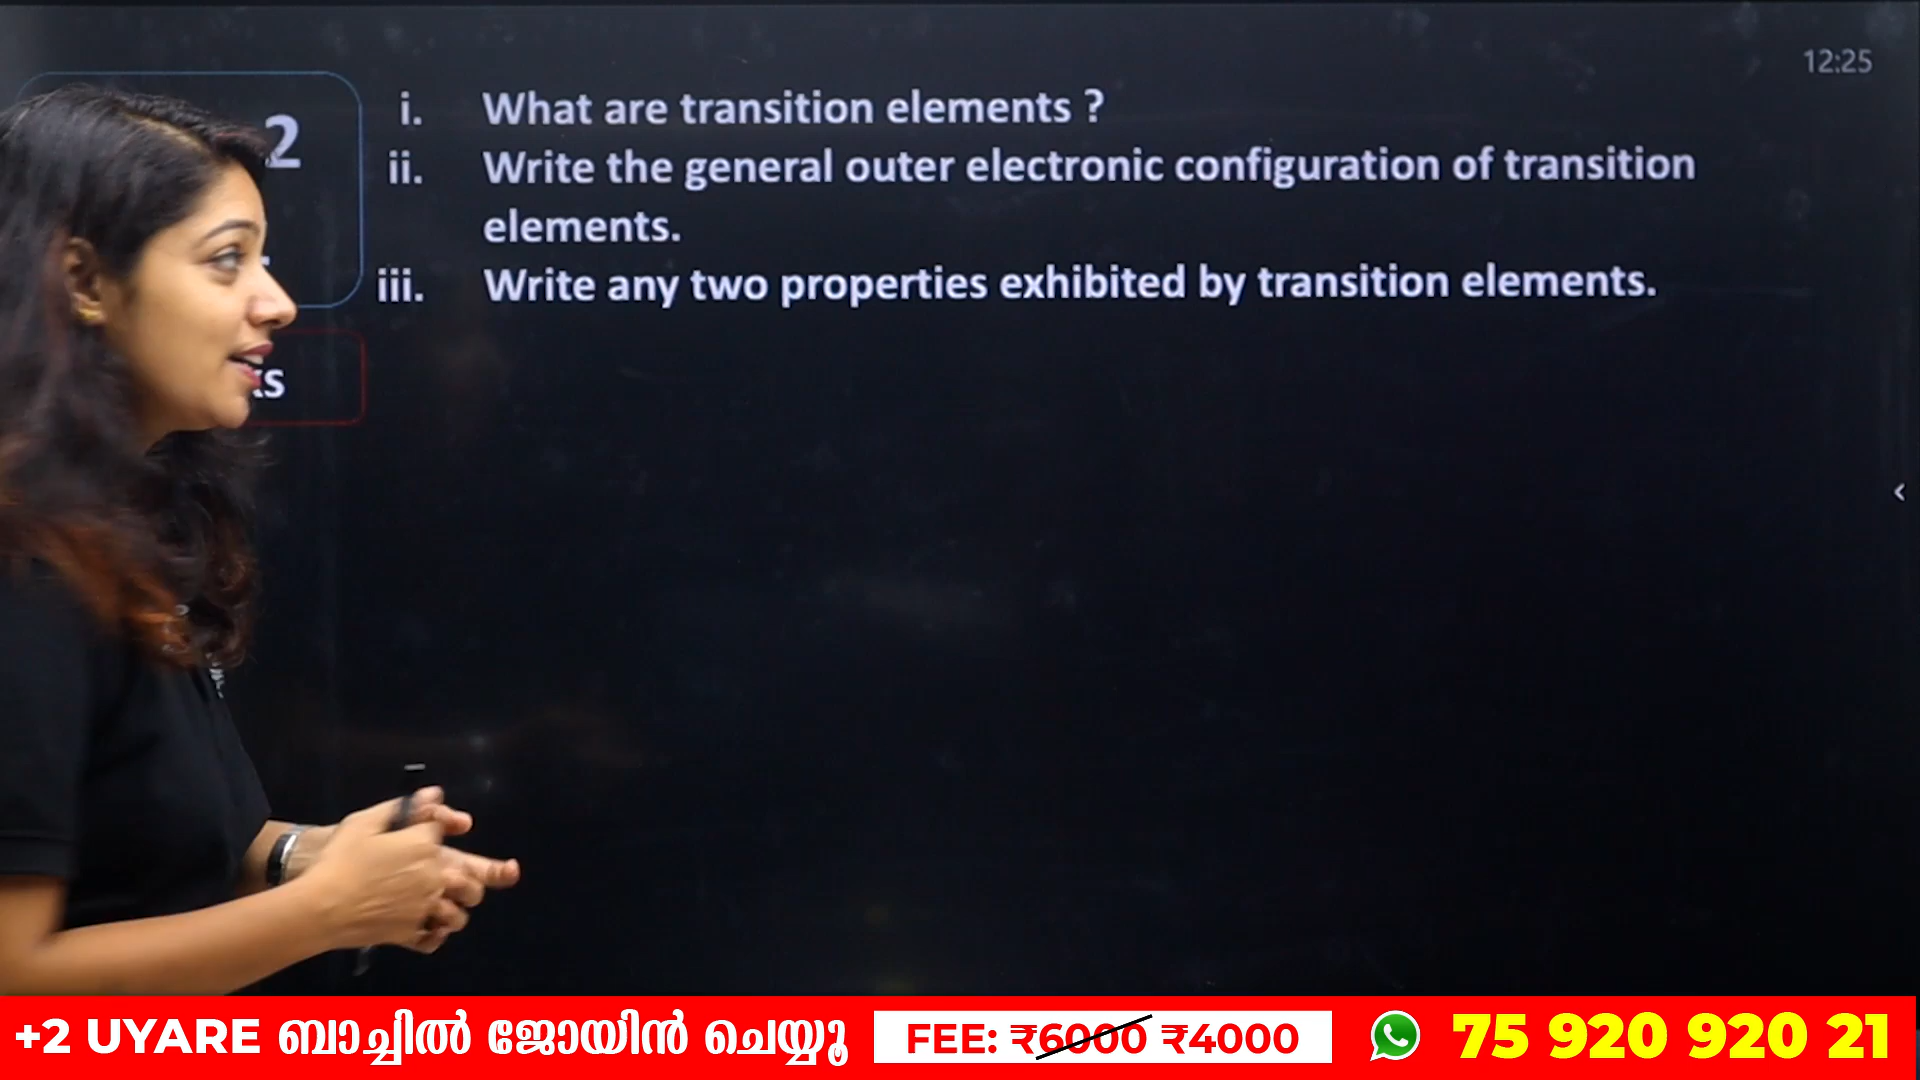 12:25
2
i. What are transition elements ?
ii. Write the general outer electronic configuration of transition
elements.
iii. Write any two properties exhibited by transition elements.
+2 UYARE ബാച്ചിൽ ജോയിൻ ചെയ്യൂ
FEE: ₹6000 ₹4000
75 920 920 21